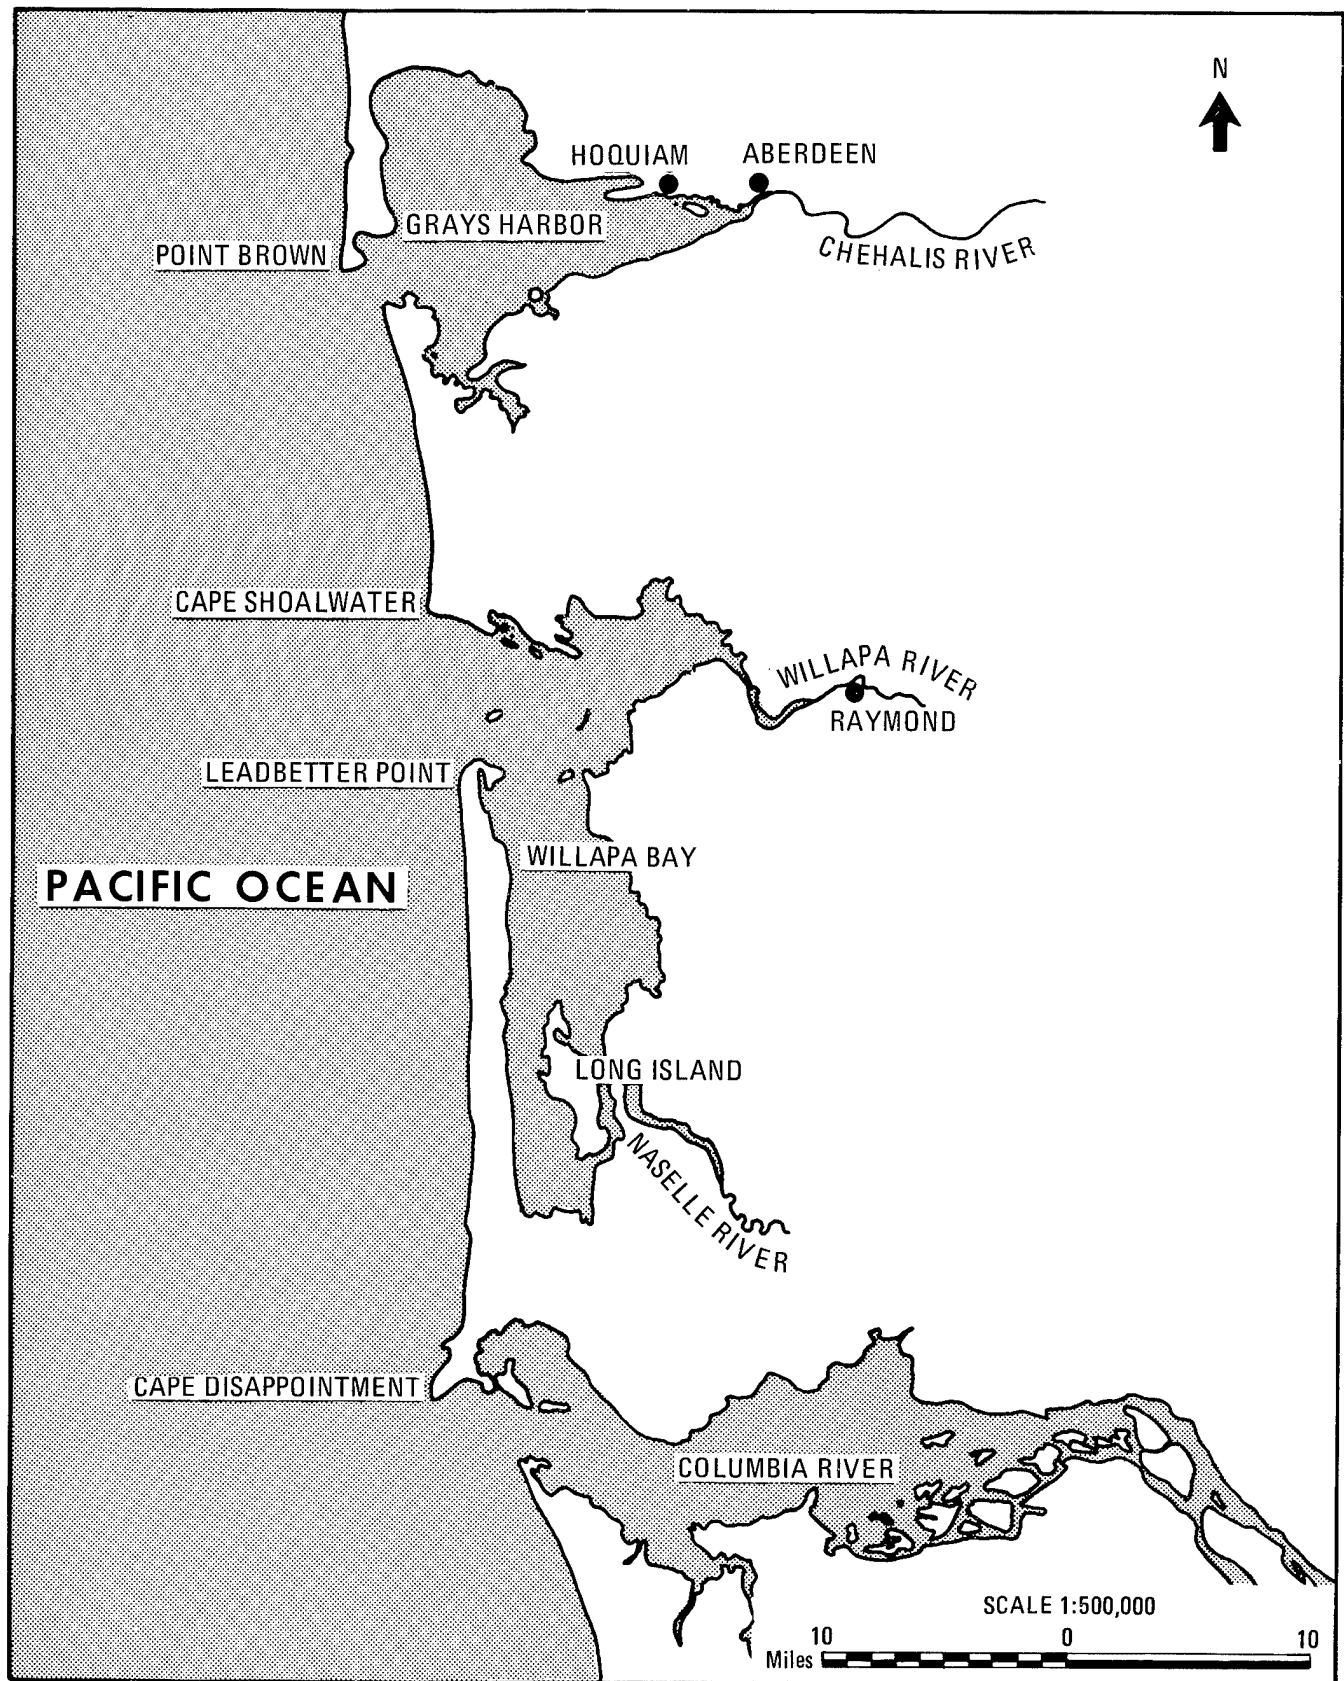 N
HOQUIAM
ABERDEEN
GRAYS HARBOR
POINT BROWN
CHEHALIS RIVER
CAPE SHOALWATER
WILLAPA RIVER
RAYMOND
LEADBETTER POINT
WILLAPA BAY
PACIFIC OCEAN
LONG ISLAND
NASELLE RIVER
CAPE DISAPPOINTMENT
COLUMBIA RIVER
SCALE 1:500,000
10 0 10
Miles